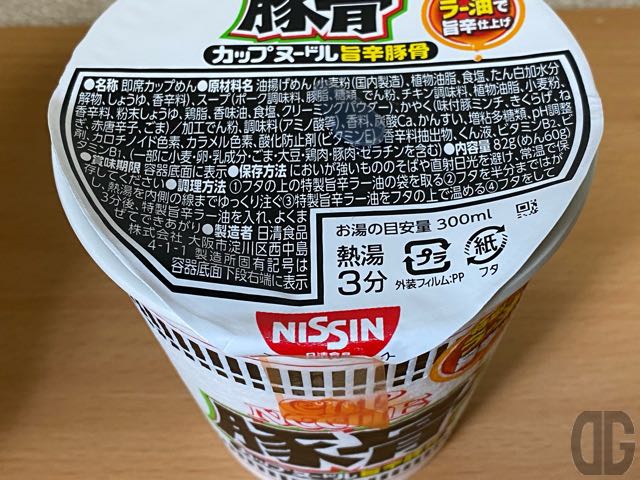 豚骨
ラー油で
旨辛仕上げ
カップヌードル旨辛豚骨
●名称 即席カップめん●原材料名 油揚げめん(小麦粉(国内製造)、植物油脂、食塩、たん白加水分
解物、しょうゆ、香辛料)、スープ(ポーク調味料、豚脂、糖類、でん粉、チキン調味料、植物油脂、小麦粉、
香辛料、粉末しょうゆ、鶏脂、香味油、食塩、クリーミングパウダー)、かやく(味付豚ミンチ、きくらげ、ね
ぎ、赤唐辛子、ごま)/加工でん粉、調味料(アミノ酸等)、香料、炭酸Ca、かんすい、増粘多糖類、pH調整
剤、カロチノイド色素、カラメル色素、酸化防止剤(ビタミンE)、香辛料抽出物、くん液、ビタミンB2、ビ
タミンB1、(一部に小麦・卵・乳成分・ごま・大豆・鶏肉・豚肉・ゼラチンを含む)●内容量 82g(めん60g)
●賞味期限 容器底面に表示●保存方法 においが強いもののそばや直射日光を避け、常温で保
存してください●調理方法 ①フタの上の特製旨辛ラー油の袋を取る②フタを半分まではが
し、熱湯を内側の線までゆっくり注ぐ③特製旨辛ラー油をフタの上で温める④フタをして
3分後、特製旨辛ラー油を入れ、よくま
ぜてできあがり●製造者 日清食品
株式会社 大阪市淀川区西中島
4-1-1 製造所固有記号は
容器底面下段右端に表示
お湯の目安量 300ml
熱湯
3分
プラ
外装フィルム:PP
紙
フタ
NISSIN
日清食品
豚骨
DG